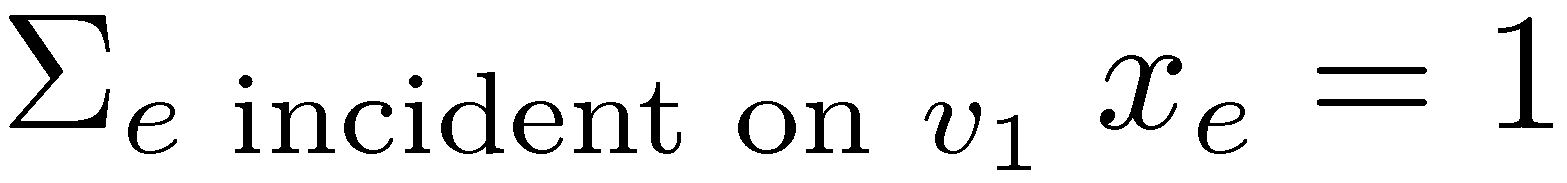 Σ_{e incident on v_1} x_e = 1